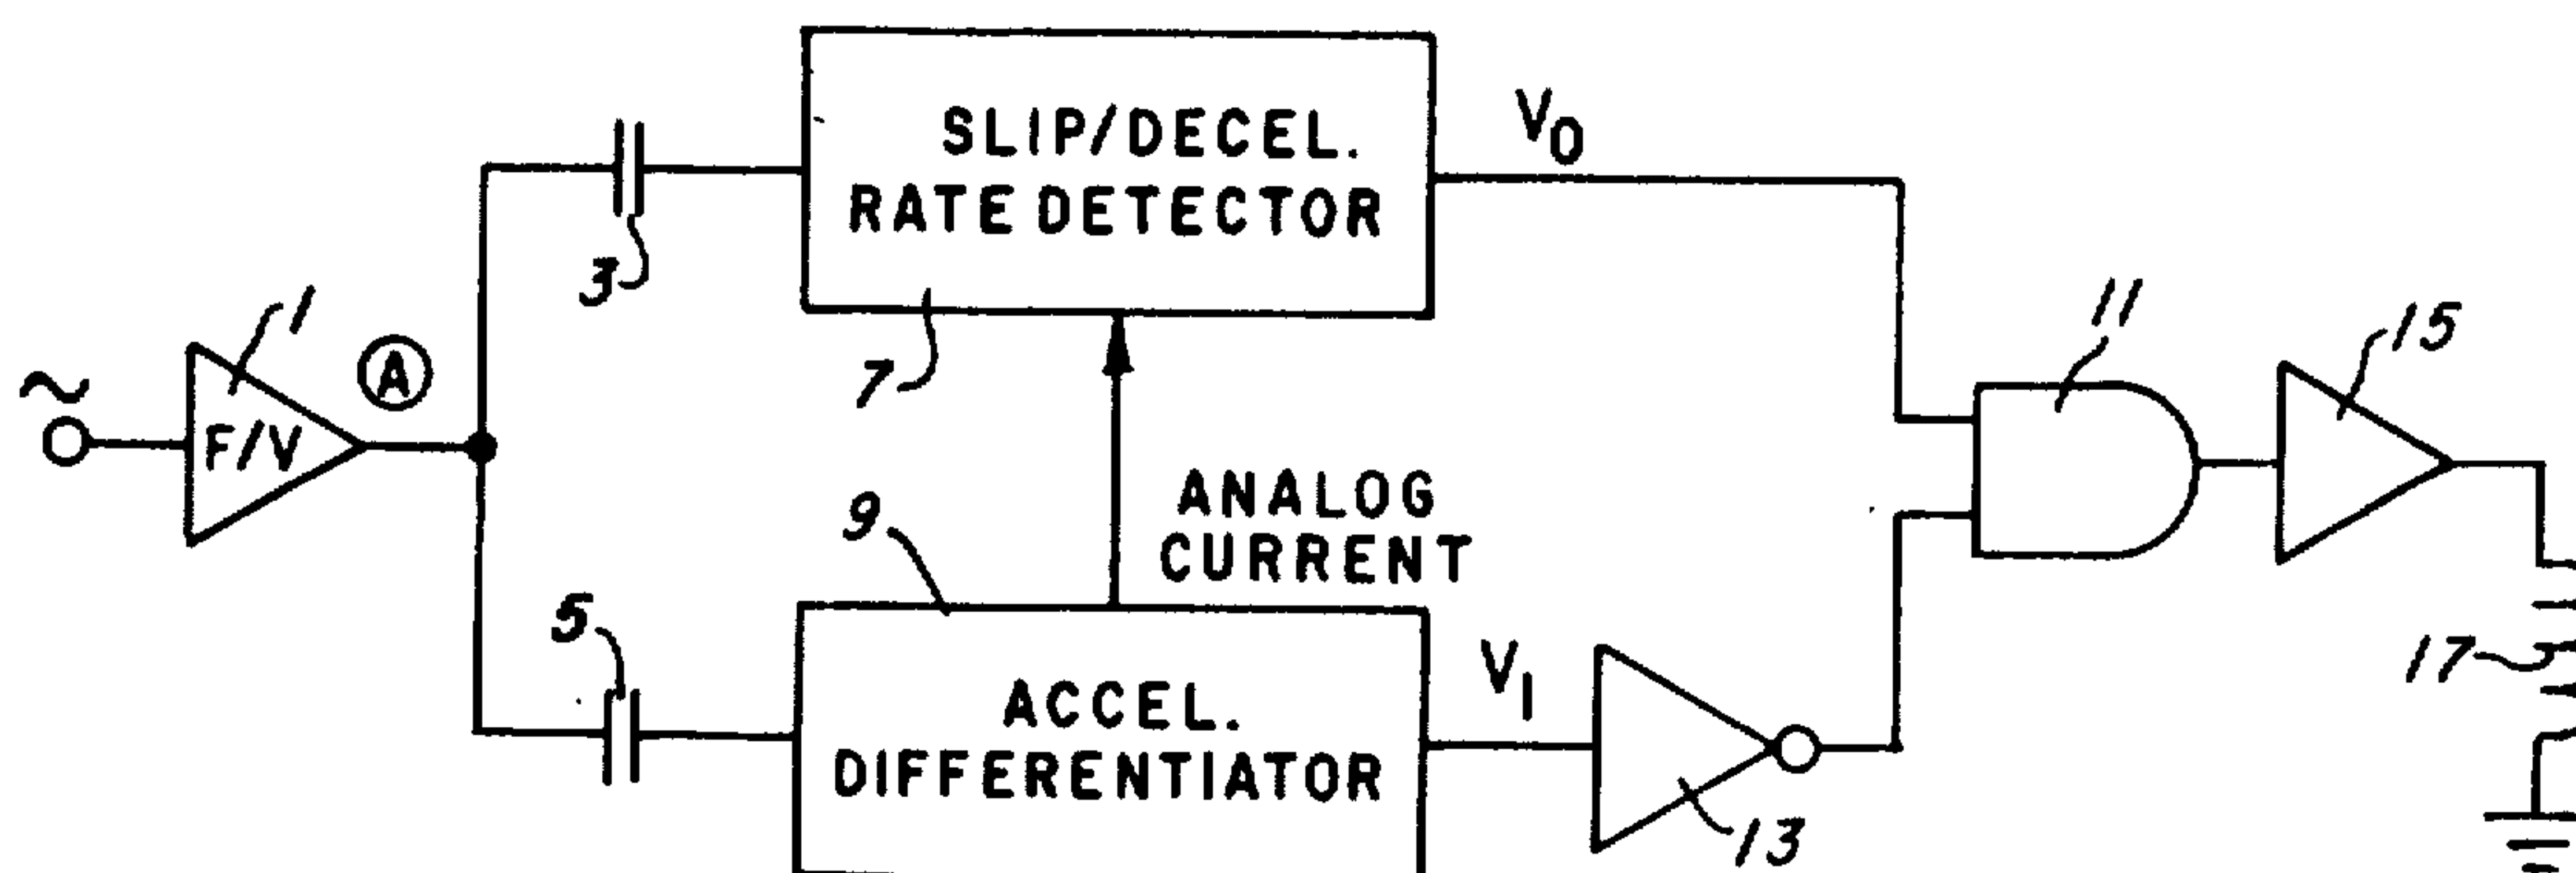 SLIP/DECEL.
RATE DETECTOR
V0
3
1
A
F/V
7
11
15
ANALOG
CURRENT
9
5
ACCEL.
DIFFERENTIATOR
V1
13
17
~